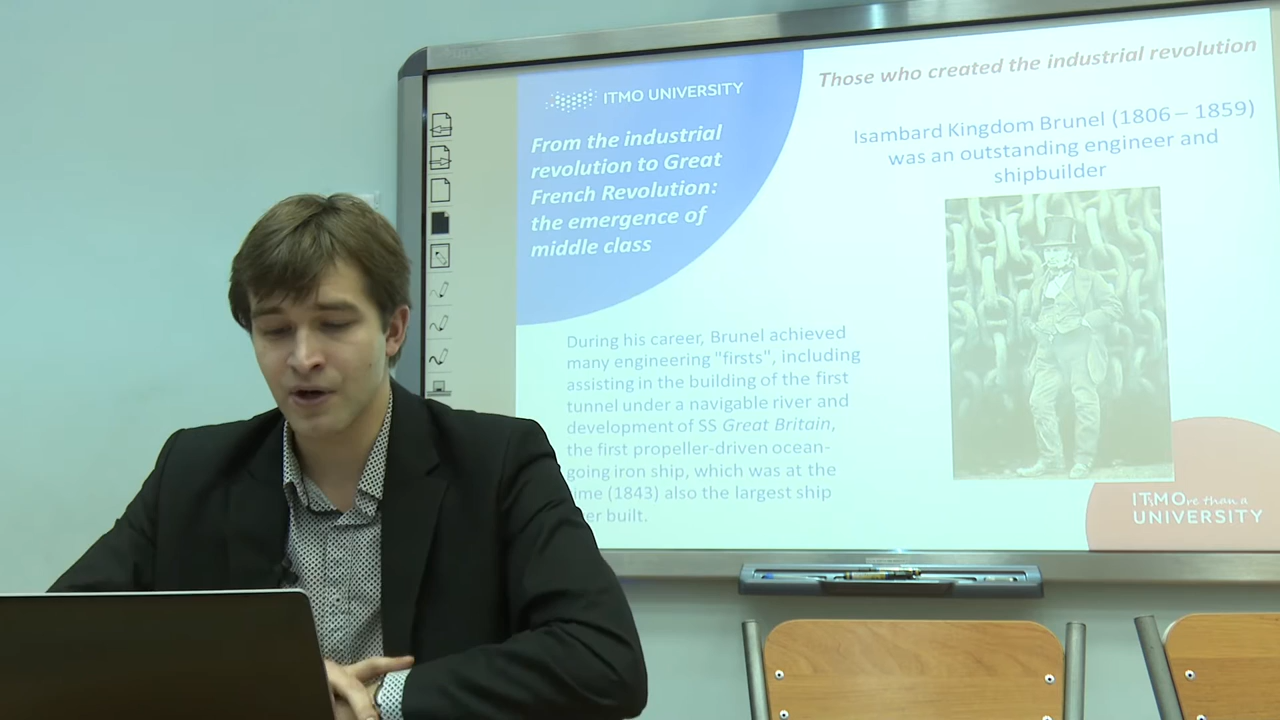 ITMO UNIVERSITY
From the industrial
revolution to Great
French Revolution:
the emergence of
middle class
Those who created the industrial revolution
Isambard Kingdom Brunel (1806 – 1859)
was an outstanding engineer and
shipbuilder
During his career, Brunel achieved
many engineering "firsts", including
assisting in the building of the first
tunnel under a navigable river and
development of SS Great Britain,
the first propeller-driven ocean-
going iron ship, which was at the
ime (1843) also the largest ship
er built.
ITsMOre than a
UNIVERSITY